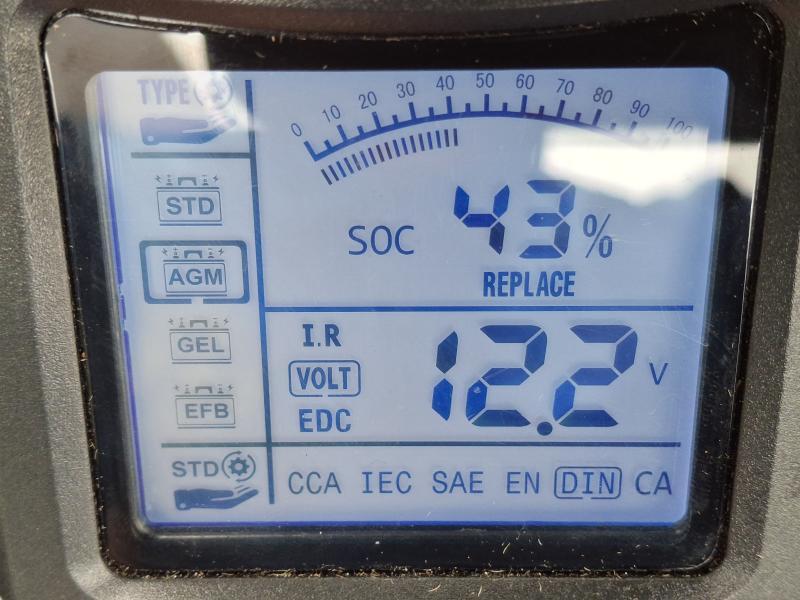 TYPE
0 10 20 30 40 50 60 70 80 90 100
STD
SOC 43 %
AGM
REPLACE
GEL
I.R
VOLT 12.2 V
EFB
EDC
STD
CCA IEC SAE EN DIN CA